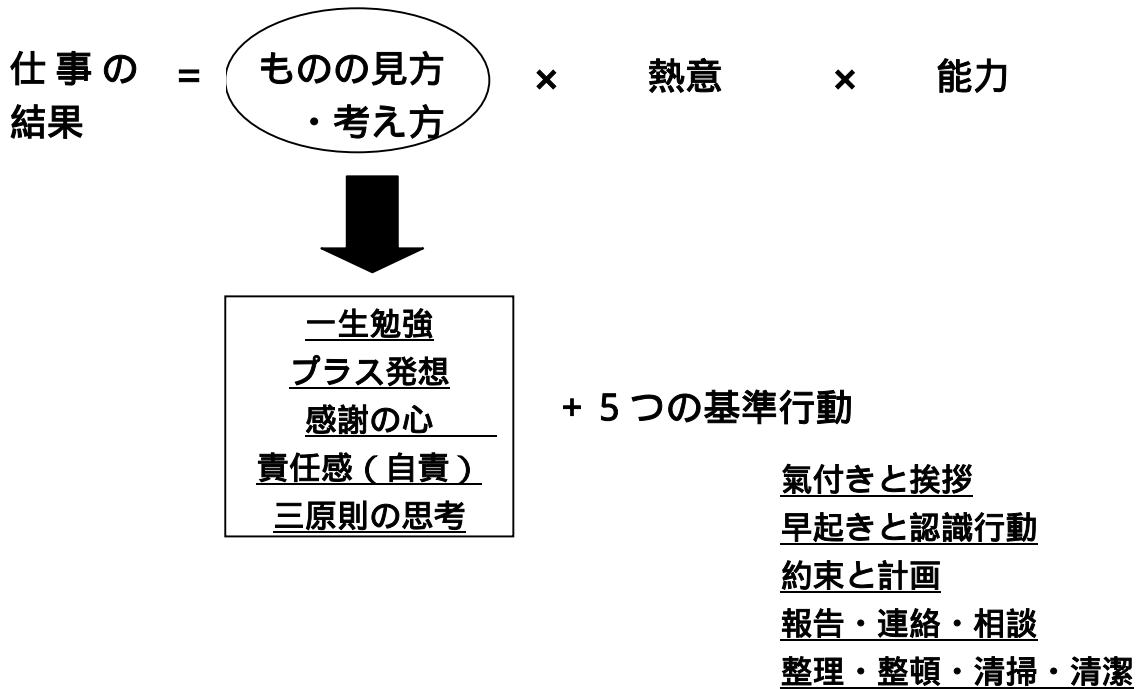 仕事の = ものの見方 × 熱意 × 能力
結果 ・考え方
一生勉強
プラス発想
感謝の心
責任感(自責)
三原則の思考
+ 5つの基準行動
氣付きと挨拶
早起きと認識行動
約束と計画
報告・連絡・相談
整理・整頓・清掃・清潔